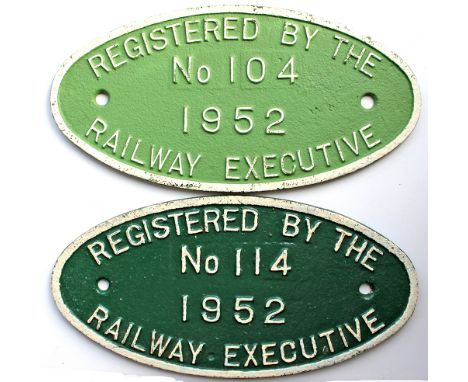 REGISTERED BY THE
No 104
1952
RAILWAY EXECUTIVE
REGISTERED BY THE
No 114
1952
RAILWAY EXECUTIVE